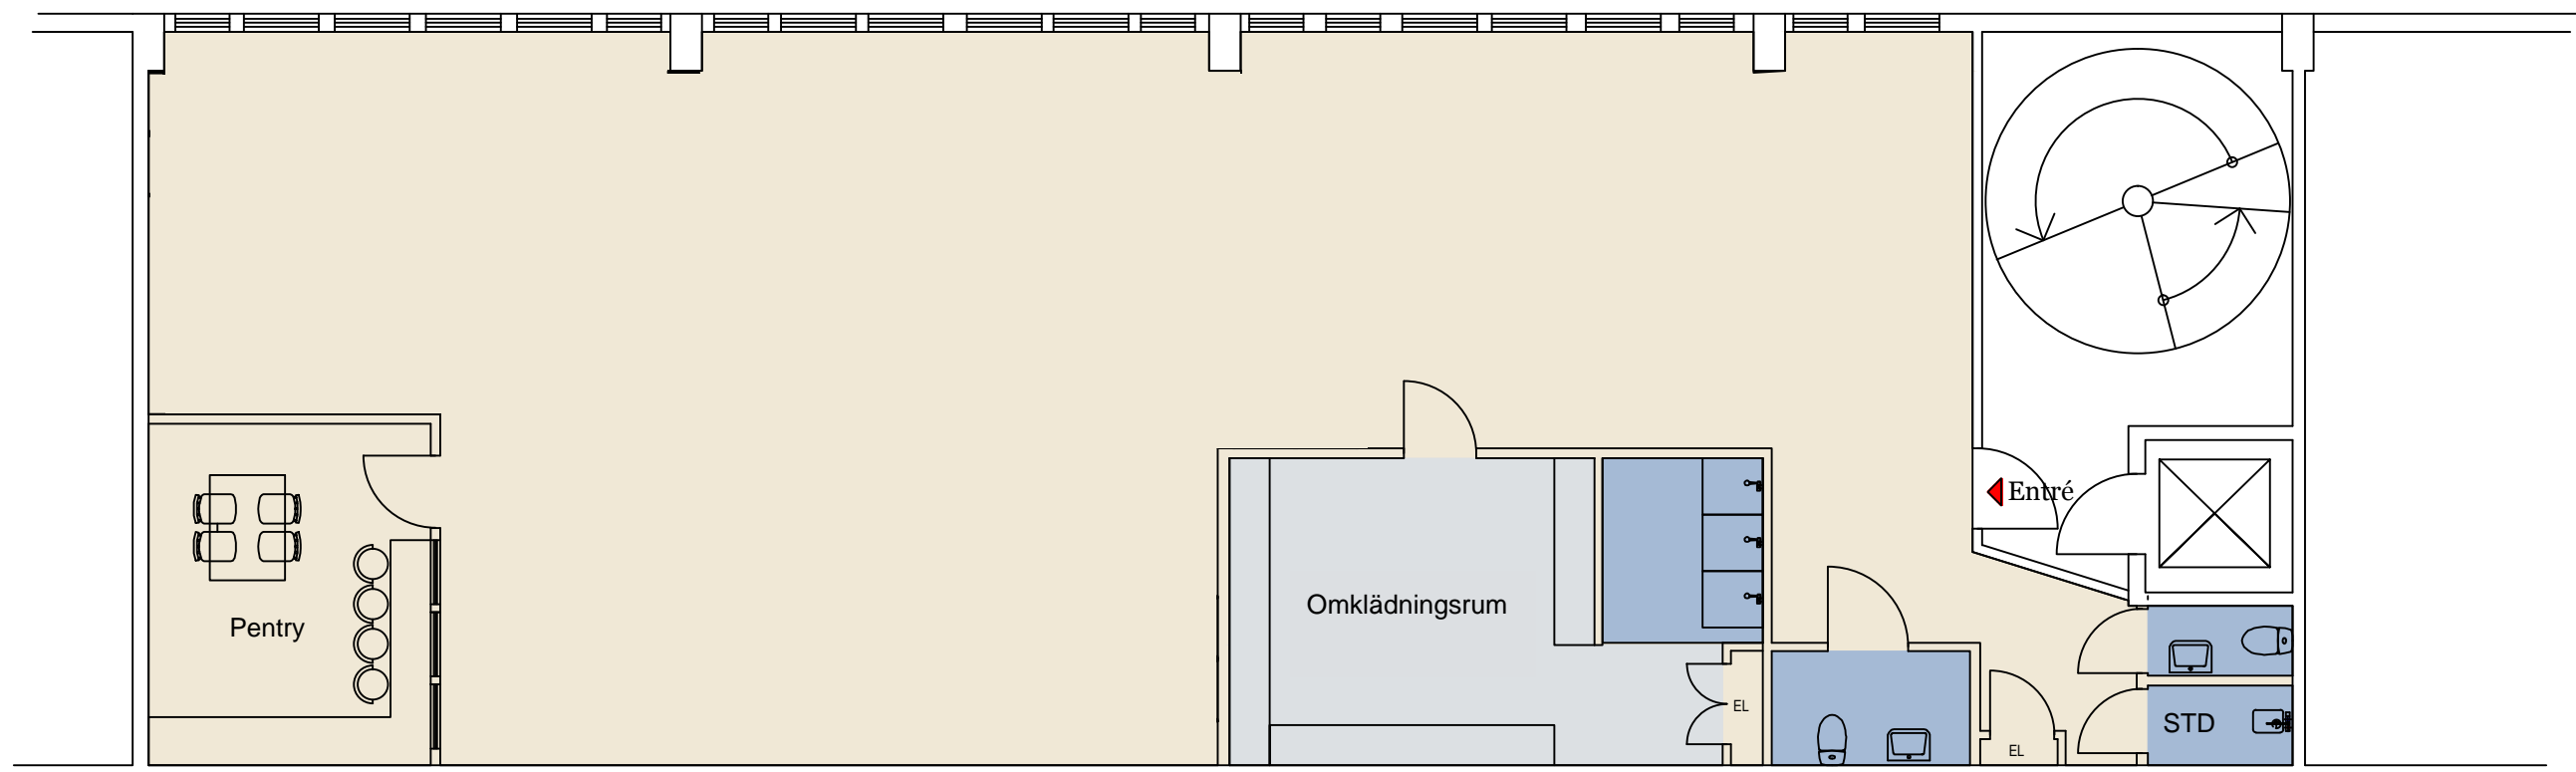 Entré
Omklädningsrum
Pentry
EL
STD
EL